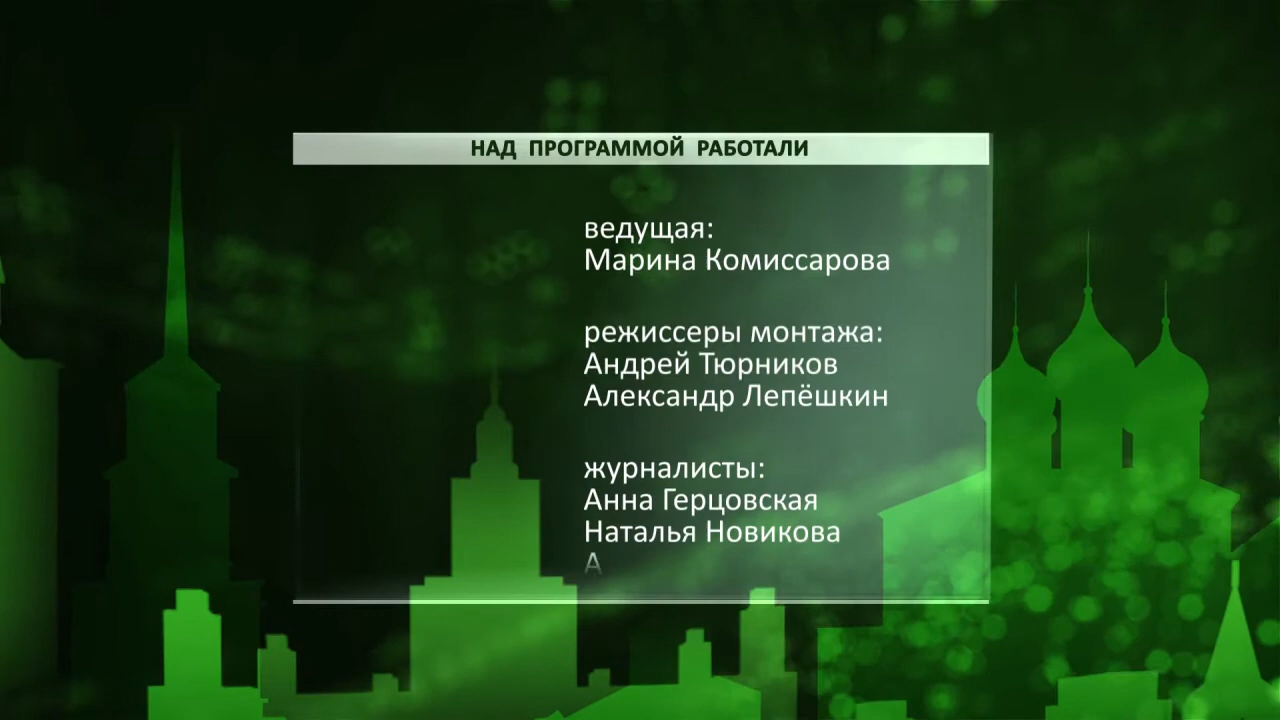 НАД ПРОГРАММОЙ РАБОТАЛИ
ведущая:
Марина Комиссарова
режиссеры монтажа:
Андрей Тюрников
Александр Лепёшкин
журналисты:
Анна Герцовская
Наталья Новикова
А